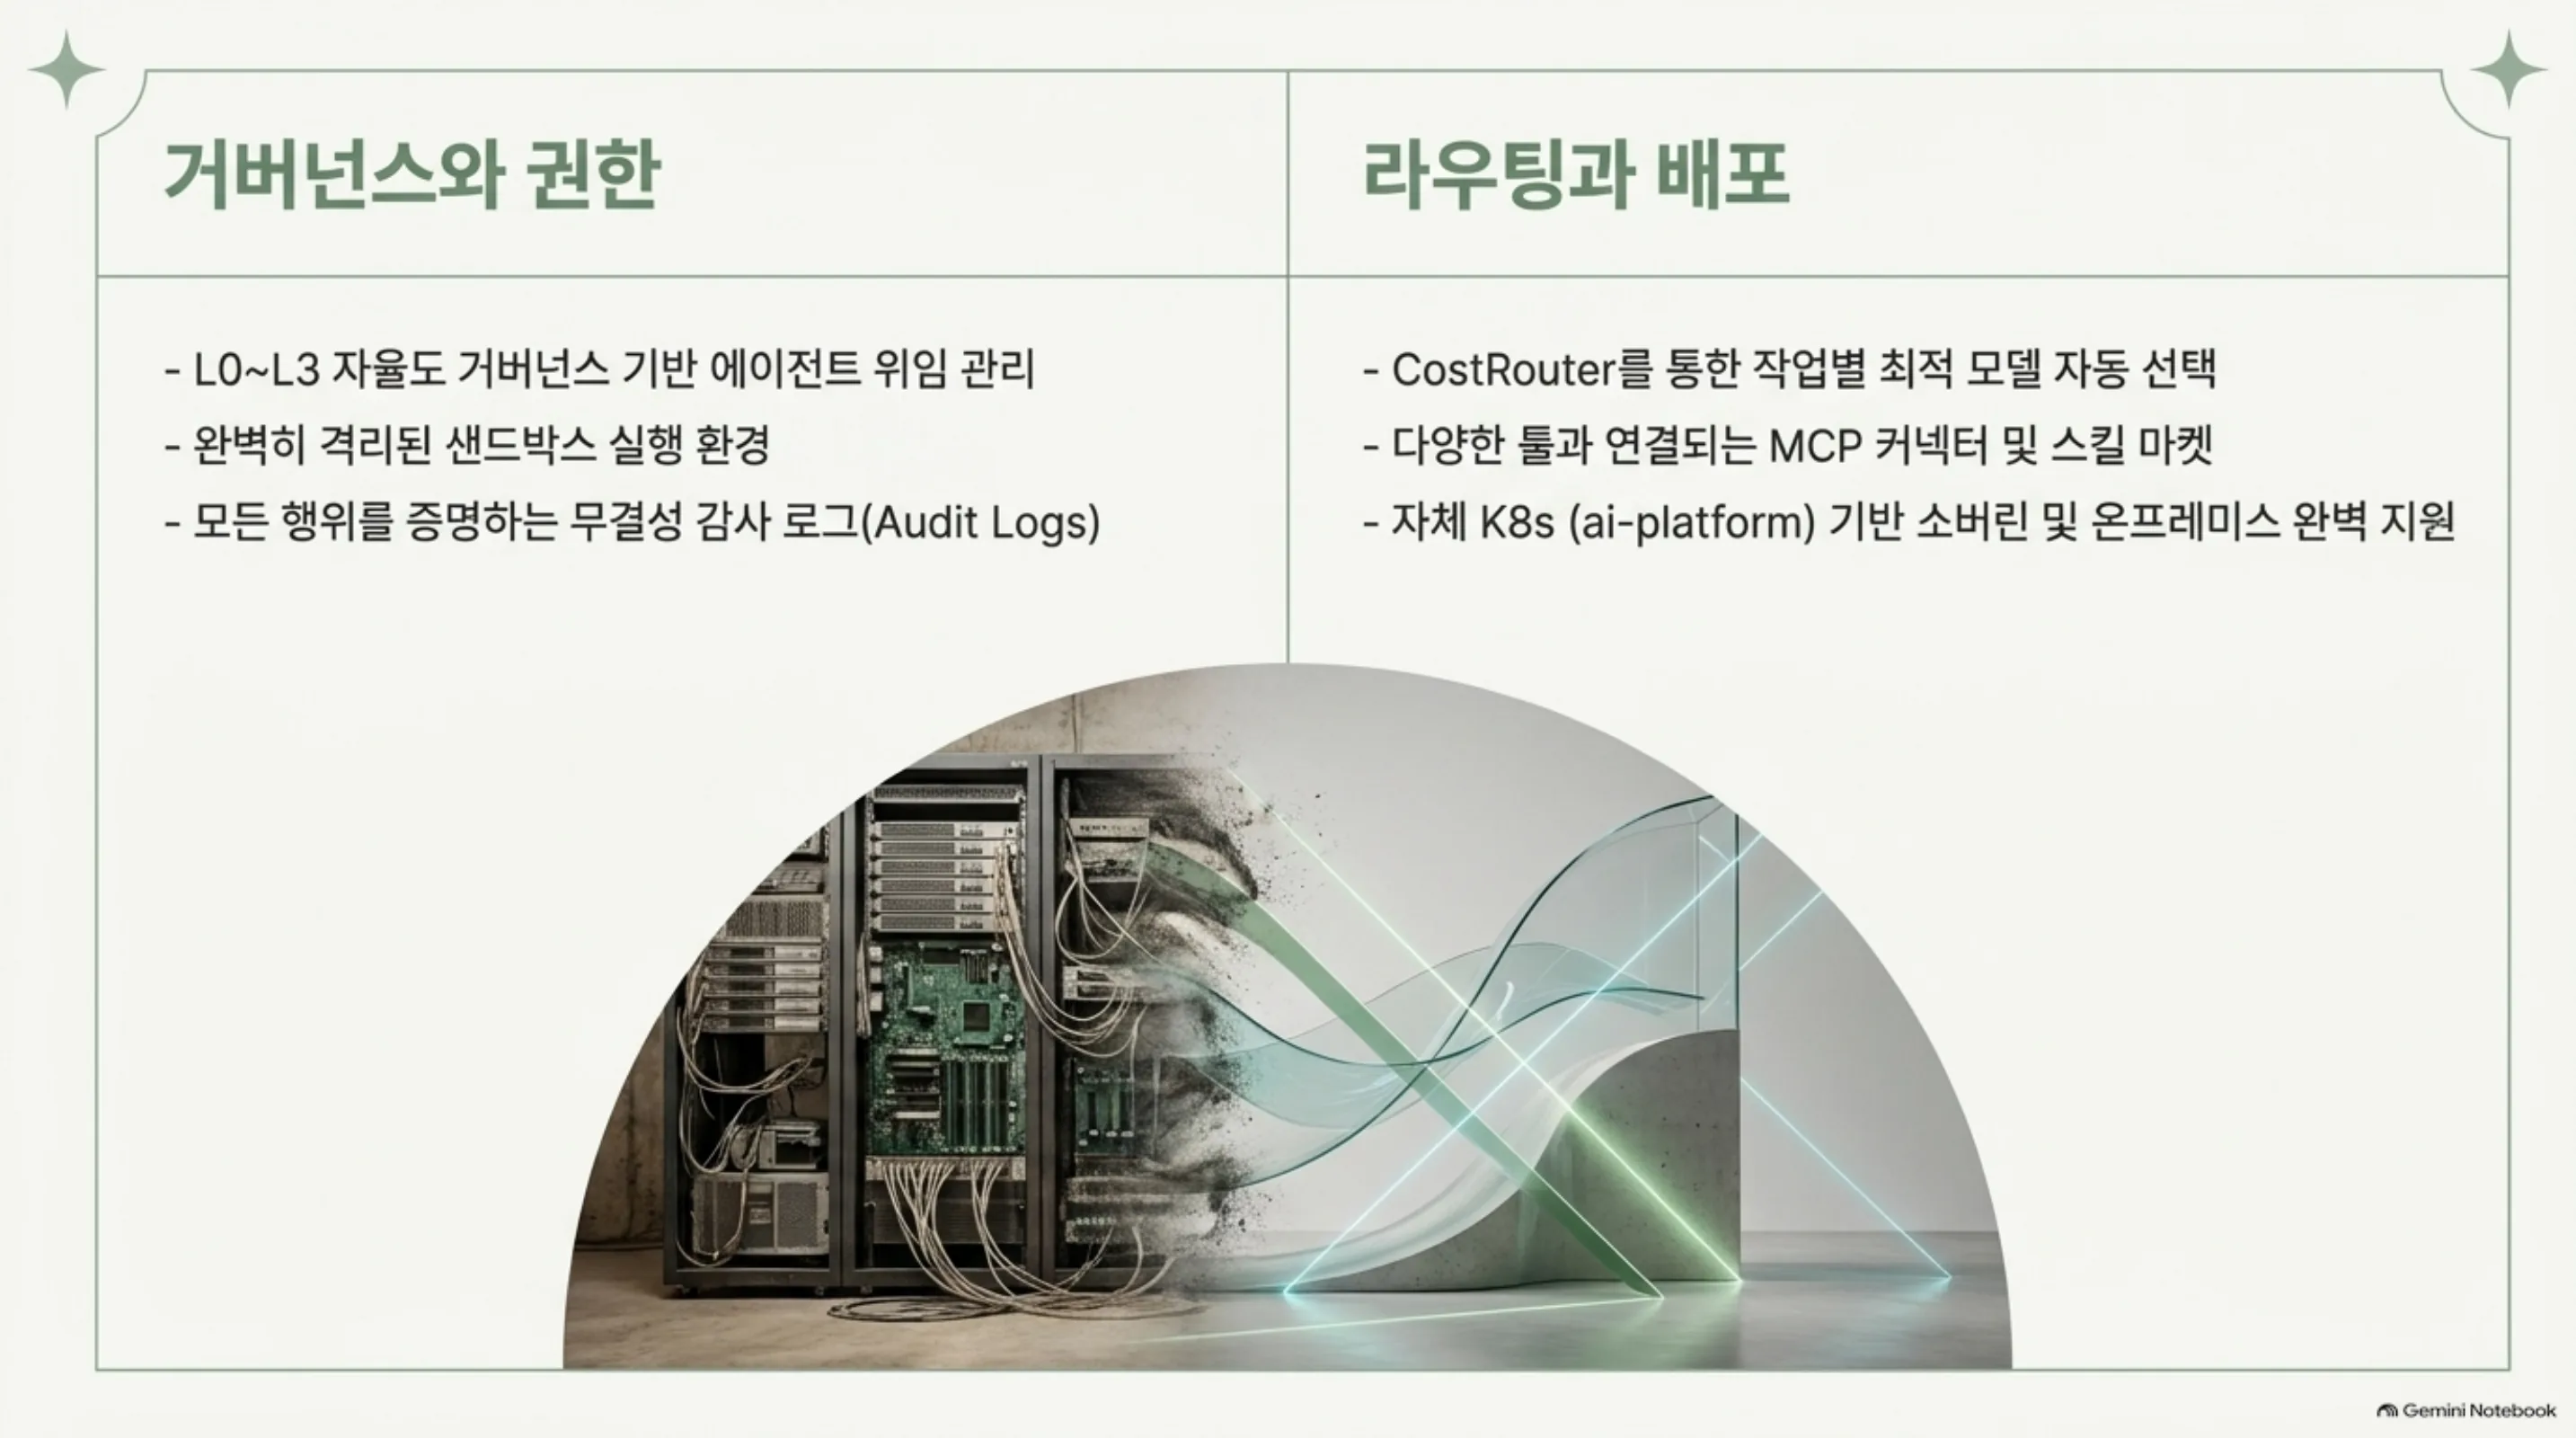 거버넌스와 권한
- L0~L3 자율도 거버넌스 기반 에이전트 위임 관리
- 완벽히 격리된 샌드박스 실행 환경
- 모든 행위를 증명하는 무결성 감사 로그(Audit Logs)
라우팅과 배포
- CostRouter를 통한 작업별 최적 모델 자동 선택
- 다양한 툴과 연결되는 MCP 커넥터 및 스킬 마켓
- 자체 K8s (ai-platform) 기반 소버린 및 온프레미스 완벽 지원
Gemini Notebook